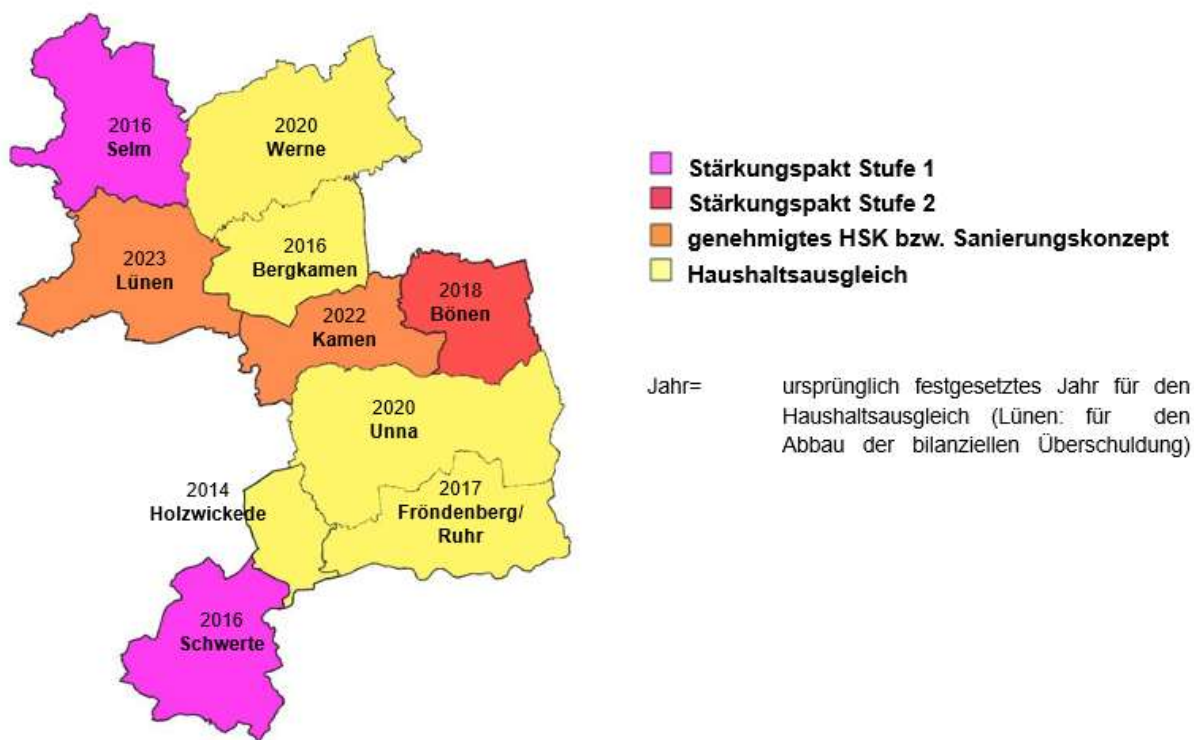 2016
Selm
2020
Werne
2023
Lünen
2016
Bergkamen
2022
Kamen
2018
Bönen
2020
Unna
2014
Holzwickede
2017
Fröndenberg/
Ruhr
2016
Schwerte
Stärkungspakt Stufe 1
Stärkungspakt Stufe 2
genehmigtes HSK bzw. Sanierungskonzept
Haushaltsausgleich
Jahr= ursprünglich festgesetztes Jahr für den
Haushaltsausgleich (Lünen: für den
Abbau der bilanziellen Überschuldung)